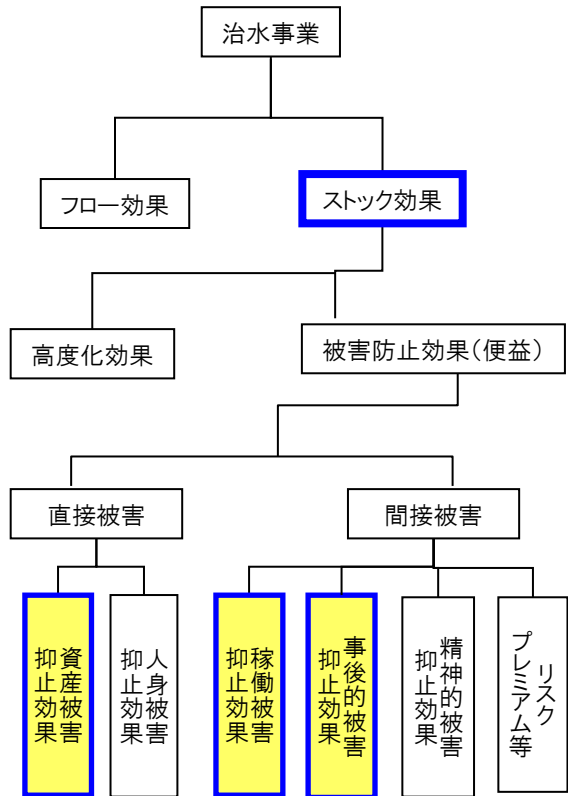 治水事業
フロー効果
ストック効果
高度化効果
被害防止効果(便益)
直接被害
間接被害
資産被害
抑止効果
人身被害
抑止効果
稼働被害
抑止効果
事後的被害
抑止効果
精神的被害
抑止効果
リスク
プレミアム等